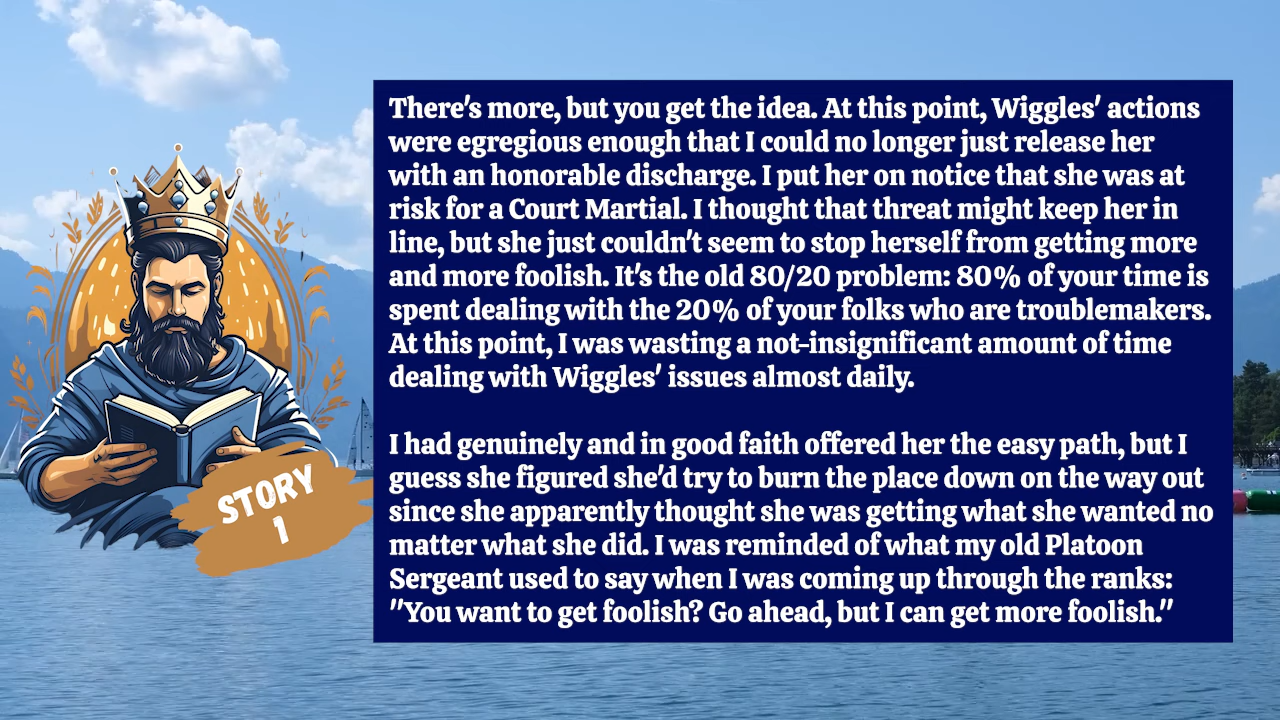 There's more, but you get the idea. At this point, Wiggles' actions
were egregious enough that I could no longer just release her
with an honorable discharge. I put her on notice that she was at
risk for a Court Martial. I thought that threat might keep her in
line, but she just couldn't seem to stop herself from getting more
and more foolish. It's the old 80/20 problem: 80% of your time is
spent dealing with the 20% of your folks who are troublemakers.
At this point, I was wasting a not-insignificant amount of time
dealing with Wiggles' issues almost daily.
I had genuinely and in good faith offered her the easy path, but I
guess she figured she'd try to burn the place down on the way out
since she apparently thought she was getting what she wanted no
matter what she did. I was reminded of what my old Platoon
Sergeant used to say when I was coming up through the ranks:
"You want to get foolish? Go ahead, but I can get more foolish."
STORY
1